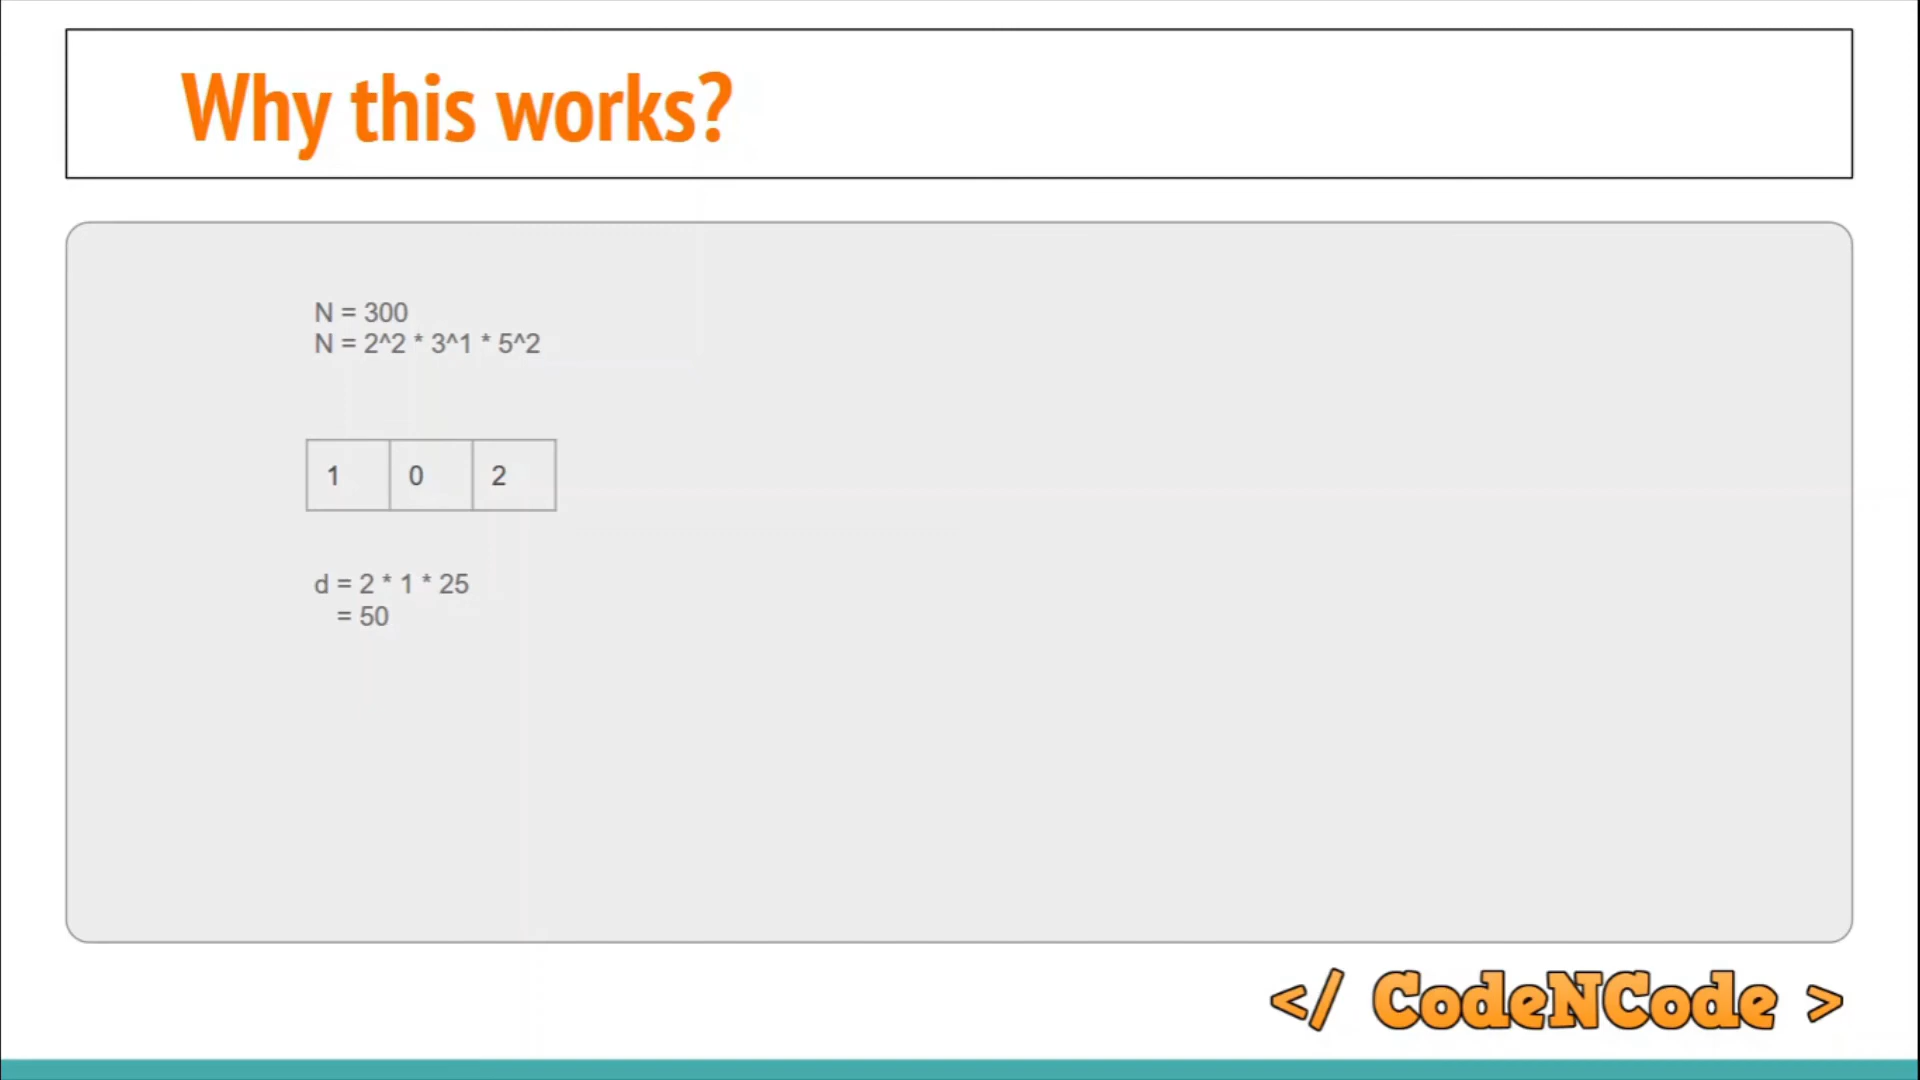 Why this works?
N = 300
N = 2^2 * 3^1 * 5^2
1 0 2
d = 2 * 1 * 25
= 50
</ CodeNCode >